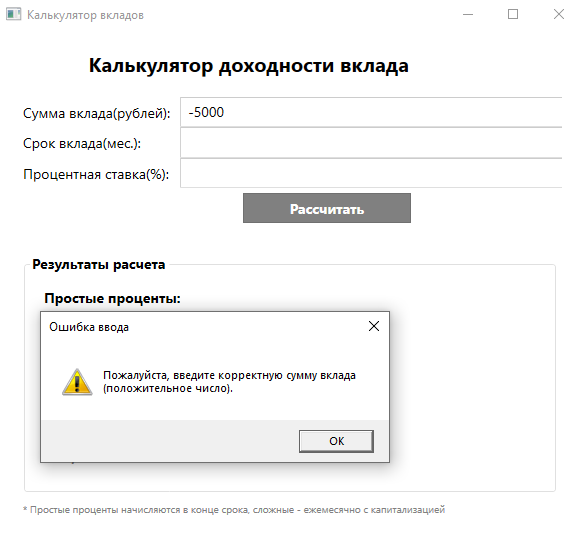 Калькулятор вкладов
Калькулятор доходности вклада
Сумма вклада(рублей):
-5000
Срок вклада(мес.):
Процентная ставка(%):
Рассчитать
Результаты расчета
Простые проценты:
Ошибка ввода
Пожалуйста, введите корректную сумму вклада
(положительное число).
OK
* Простые проценты начисляются в конце срока, сложные - ежемесячно с капитализацией